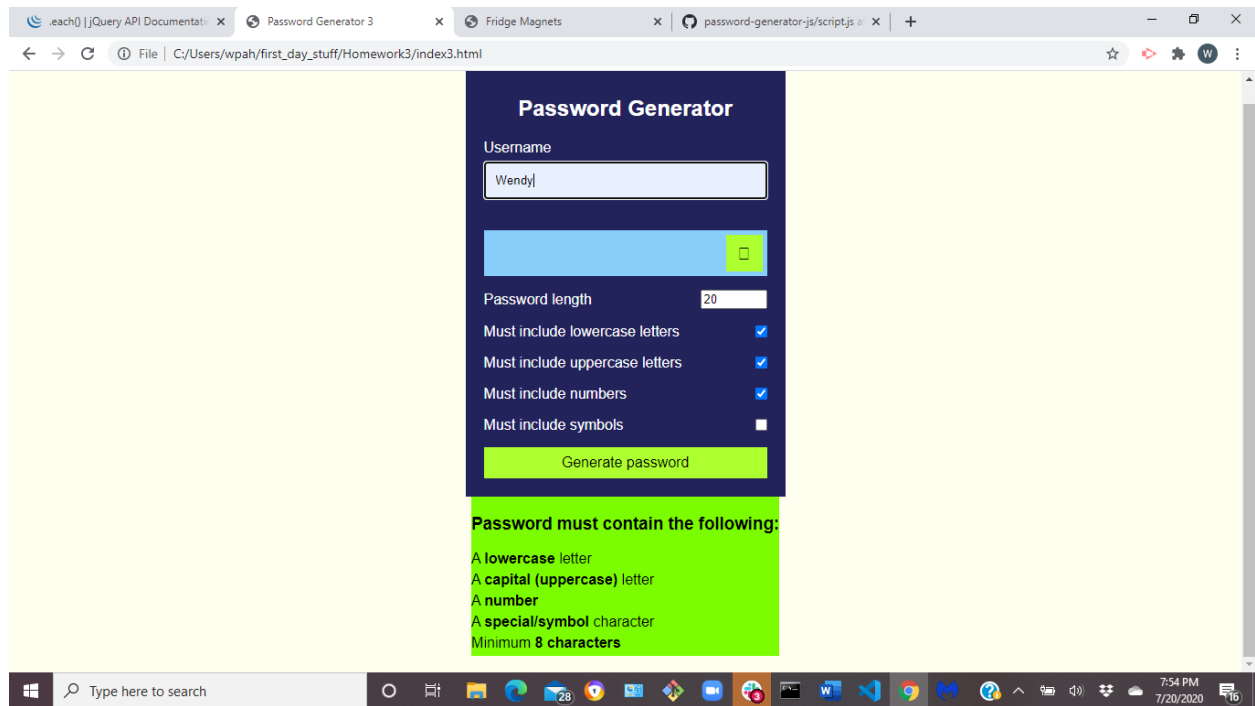 .each() | jQuery API Documentati
Password Generator 3
Fridge Magnets
password-generator-js/script.js a
File | C:/Users/wpah/first_day_stuff/Homework3/index3.html
W
Password Generator
Username
Wendy
Password length
20
Must include lowercase letters
Must include uppercase letters
Must include numbers
Must include symbols
Generate password
Password must contain the following:
A lowercase letter
A capital (uppercase) letter
A number
A special/symbol character
Minimum 8 characters
Type here to search
28
3
7:54 PM
7/20/2020
16